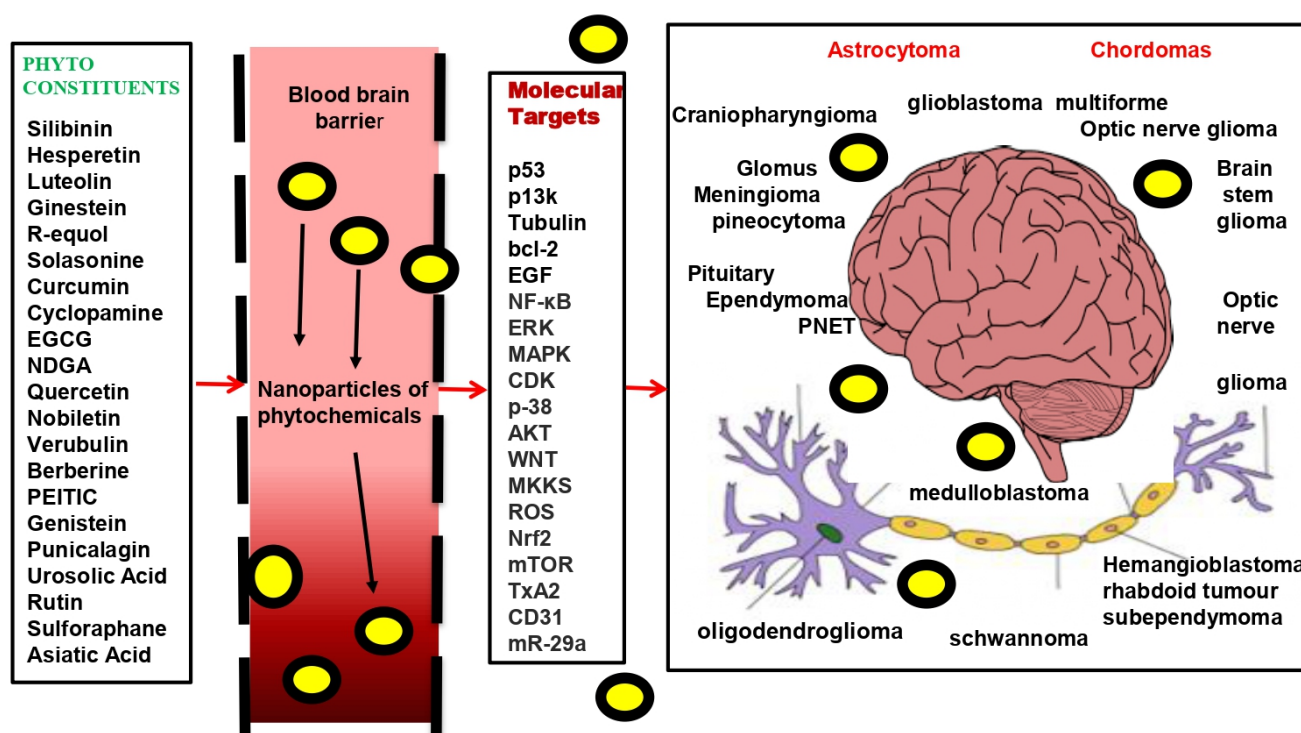 PHYTO
CONSTITUENTS
Silibinin
Hesperetin
Luteolin
Ginestein
R-equol
Solasonine
Curcumin
Cyclopamine
EGCG
NDGA
Quercetin
Nobiletin
Verubulin
Berberine
PEITIC
Genistein
Punicalagin
Urosolic Acid
Rutin
Sulforaphane
Asiatic Acid
Blood brain
barrier
Nanoparticles of
phytochemicals
Molecular
Targets
p53
p13k
Tubulin
bcl-2
EGF
NF-κB
ERK
MAPK
CDK
p-38
AKT
WNT
MKKS
ROS
Nrf2
mTOR
TxA2
CD31
mR-29a
Astrocytoma
Chordomas
Craniopharyngioma
glioblastoma multiforme
Optic nerve glioma
Glomus
Meningioma
pineocytoma
Brain
stem
glioma
Pituitary
Ependymoma
PNET
Optic
nerve
glioma
medulloblastoma
Hemangioblastoma
rhabdoid tumour
subependymoma
oligodendroglioma
schwannoma